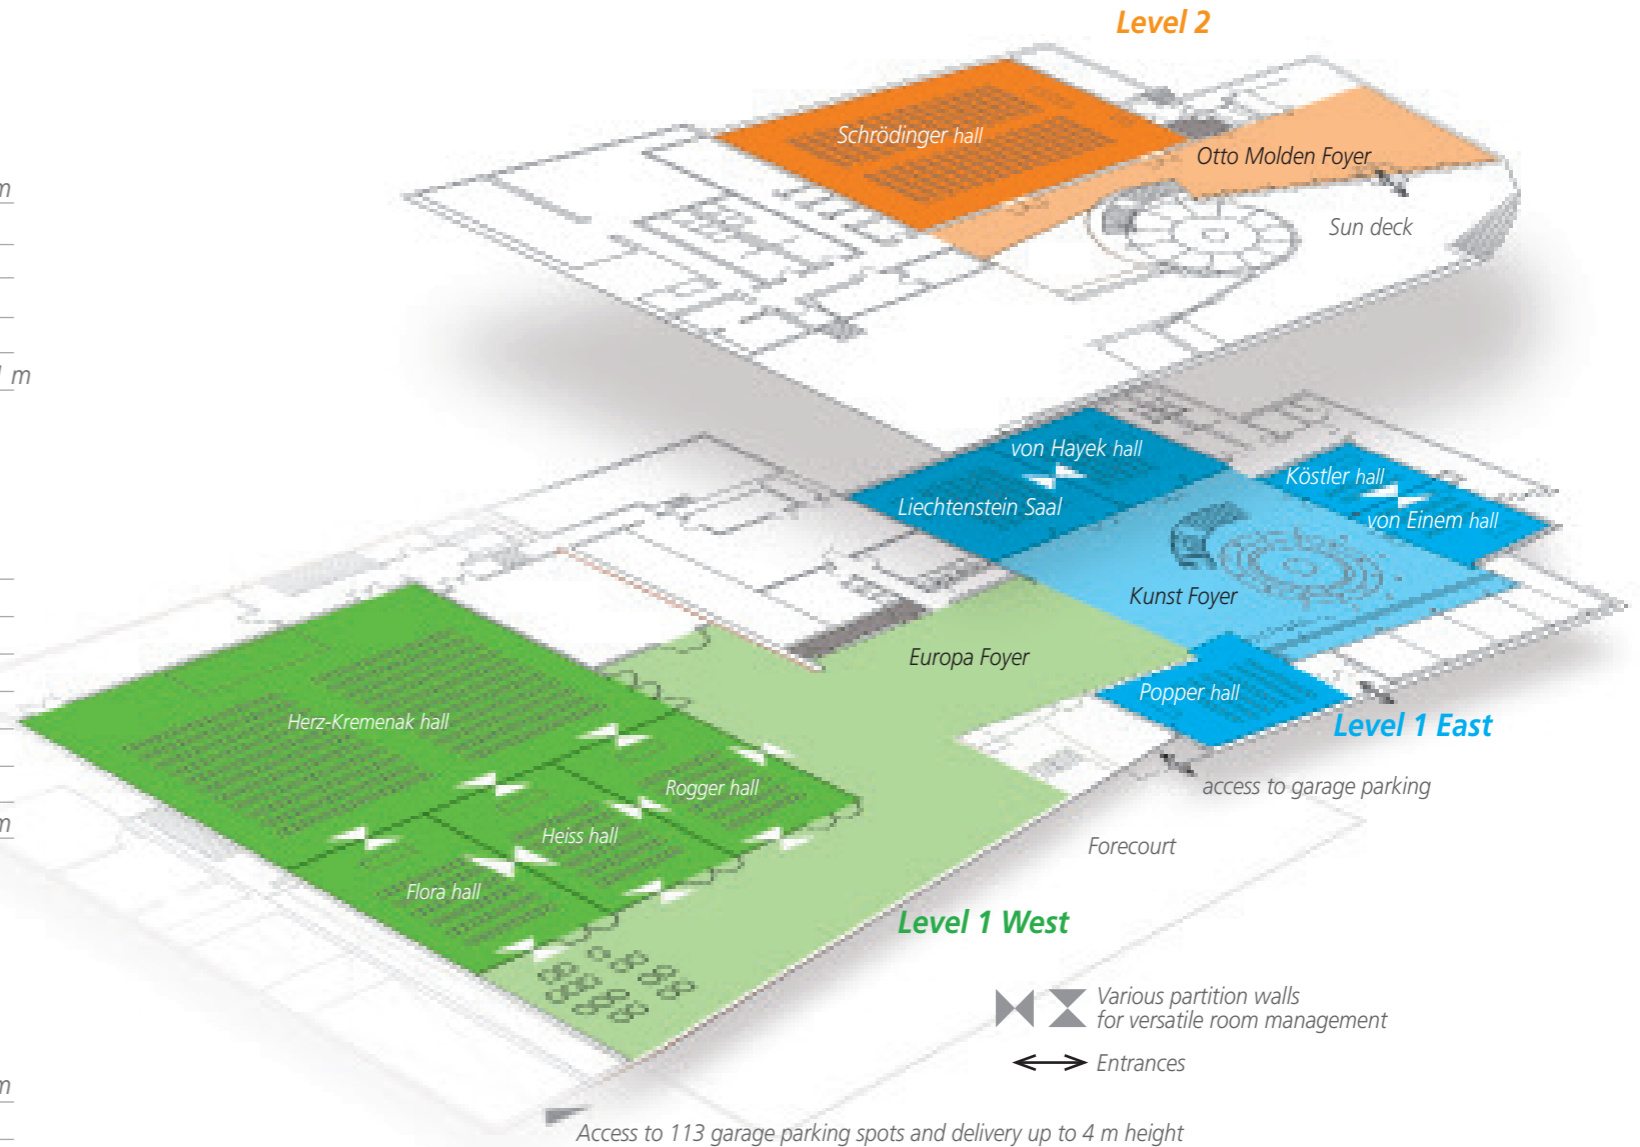 Level 2
Schrödinger hall
Otto Molden Foyer
Sun deck
m
m
von Hayek hall
Liechtenstein Saal
Köstler hall
von Einem hall
Kunst Foyer
Europa Foyer
Popper hall
Level 1 East
access to garage parking
Herz-Kremenak hall
Rogger hall
Heiss hall
Flora hall
m
Forecourt
Level 1 West
Various partition walls
for versatile room management
Entrances
m
Access to 113 garage parking spots and delivery up to 4 m height